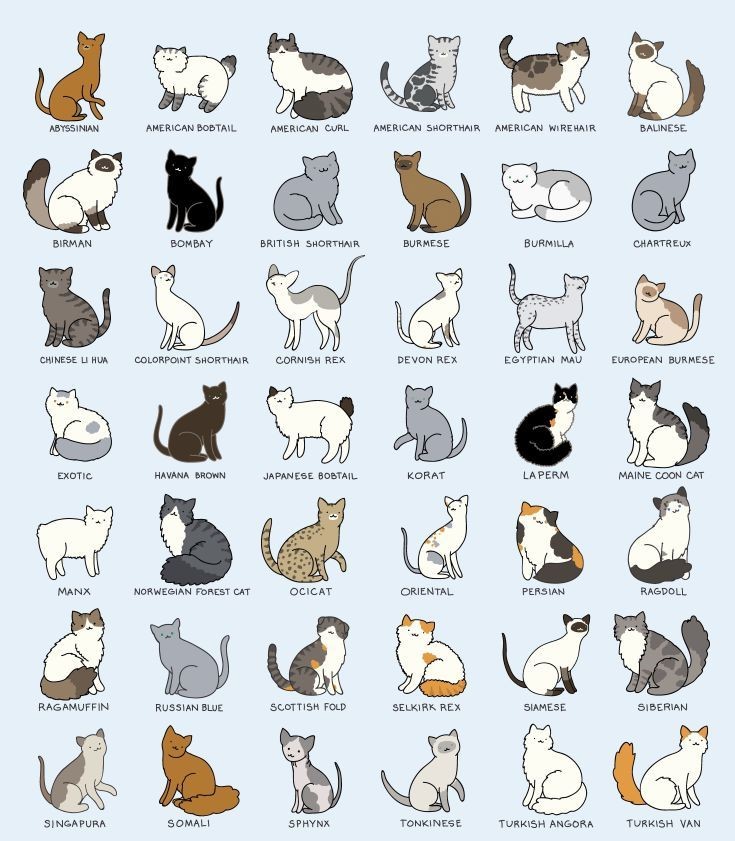 ABYSSINIAN
AMERICAN BOBTAIL
AMERICAN CURL
AMERICAN SHORTHAIR
AMERICAN WIREHAIR
BALINESE
BIRMAN
BOMBAY
BRITISH SHORTHAIR
BURMESE
BURMILLA
CHARTREUX
CHINESE LI HUA
COLORPOINT SHORTHAIR
CORNISH REX
DEVON REX
EGYPTIAN MAU
EUROPEAN BURMESE
EXOTIC
HAVANA BROWN
JAPANESE BOBTAIL
KORAT
LAPERM
MAINE COON CAT
MANX
NORWEGIAN FOREST CAT
OCICAT
ORIENTAL
PERSIAN
RAGDOLL
RAGAMUFFIN
RUSSIAN BLUE
SCOTTISH FOLD
SELKIRK REX
SIAMESE
SIBERIAN
SINGAPURA
SOMALI
SPHYNX
TONKINESE
TURKISH ANGORA
TURKISH VAN